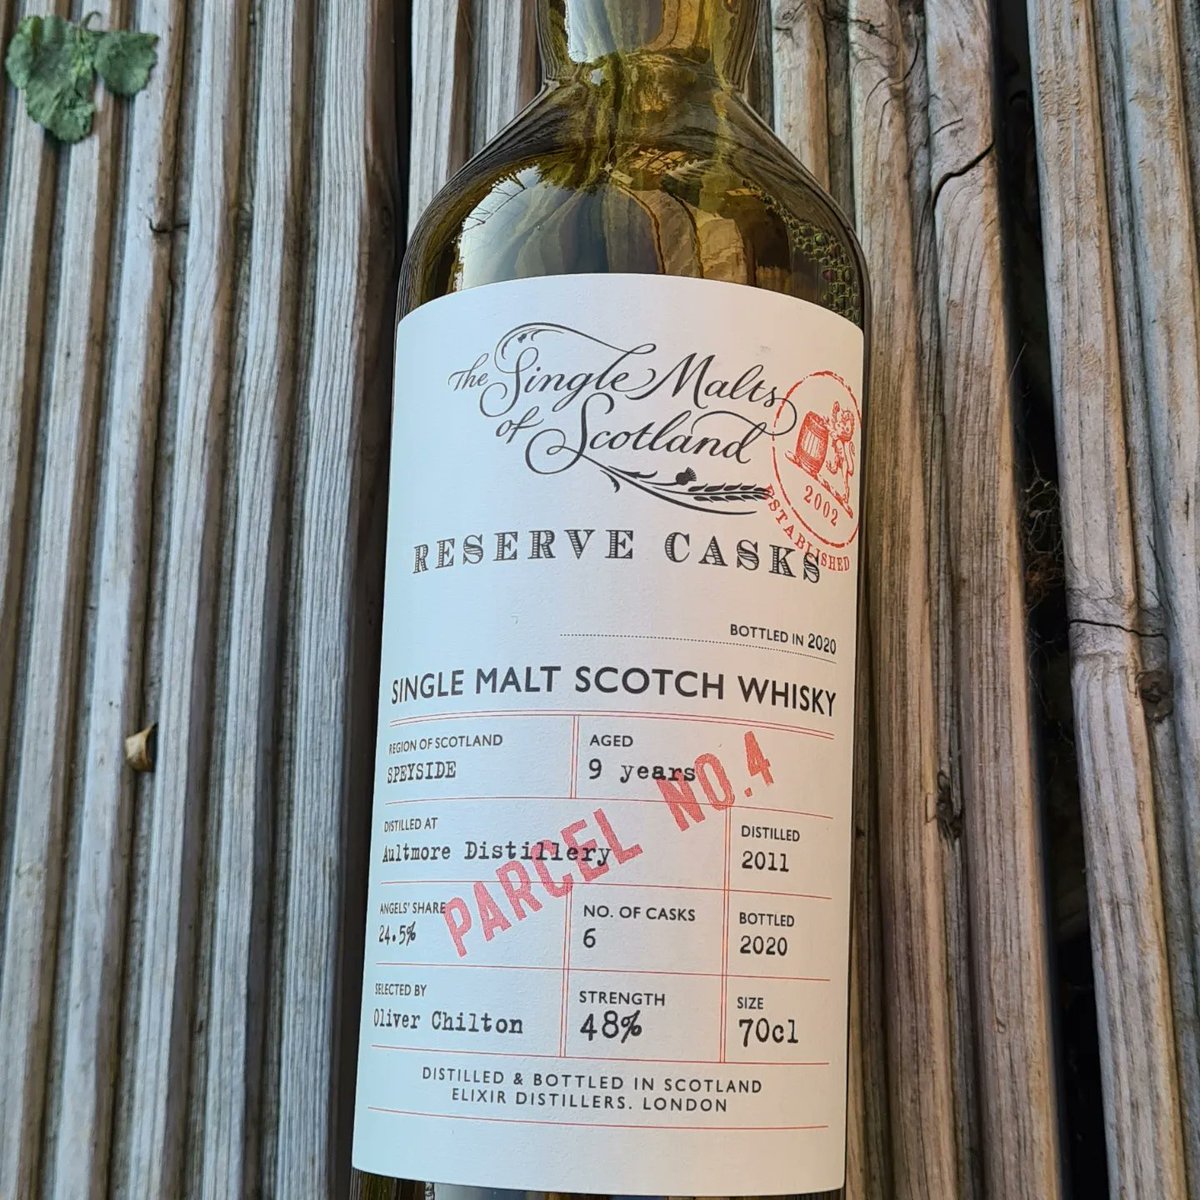 The Single Malts
of Scotland
2002
ESTABLISHED
RESERVE CASKS
BOTTLED IN 2020
SINGLE MALT SCOTCH WHISKY
REGION OF SCOTLAND
SPEYSIDE
AGED
9 years
PARCEL NO.4
DISTILLED AT
Aultmore Distillery
DISTILLED
2011
ANGELS' SHARE
24.5%
NO. OF CASKS
6
BOTTLED
2020
SELECTED BY
Oliver Chilton
STRENGTH
48%
SIZE
70cl
DISTILLED & BOTTLED IN SCOTLAND
ELIXIR DISTILLERS. LONDON